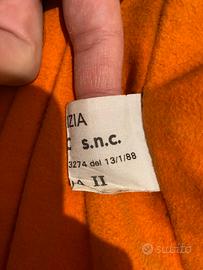 IZIA
s.n.c.
3274 del 13/1/88
II
subito